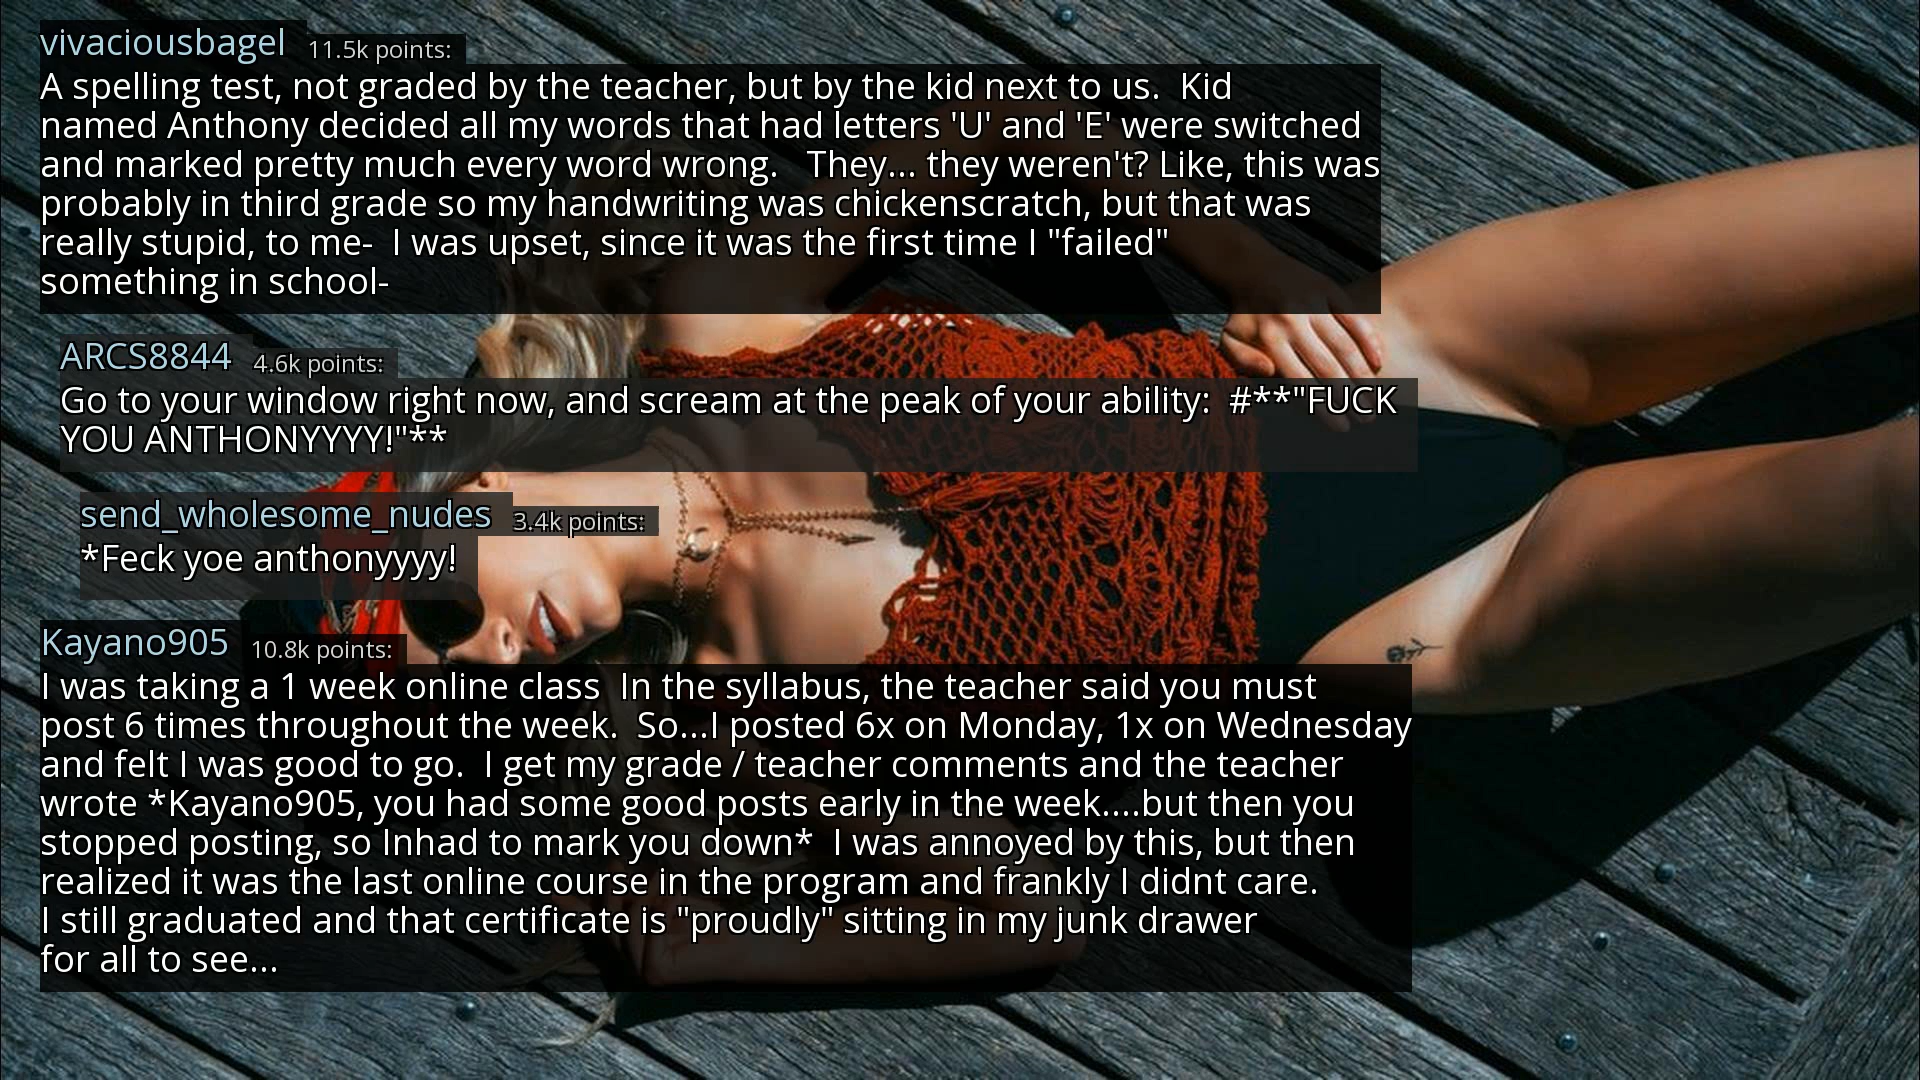 vivaciousbagel 11.5k points:
A spelling test, not graded by the teacher, but by the kid next to us.  Kid
named Anthony decided all my words that had letters 'U' and 'E' were switched
and marked pretty much every word wrong.   They... they weren't? Like, this was
probably in third grade so my handwriting was chickenscratch, but that was
really stupid, to me-  I was upset, since it was the first time I "failed"
something in school-
ARCS8844 4.6k points:
Go to your window right now, and scream at the peak of your ability:  #**"FUCK
YOU ANTHONYYYY!"**
send_wholesome_nudes 3.4k points:
*Feck yoe anthonyyyy!
Kayano905 10.8k points:
I was taking a 1 week online class  In the syllabus, the teacher said you must
post 6 times throughout the week.  So...I posted 6x on Monday, 1x on Wednesday
and felt I was good to go.  I get my grade / teacher comments and the teacher
wrote *Kayano905, you had some good posts early in the week....but then you
stopped posting, so Inhad to mark you down*  I was annoyed by this, but then
realized it was the last online course in the program and frankly I didnt care.
I still graduated and that certificate is "proudly" sitting in my junk drawer
for all to see...